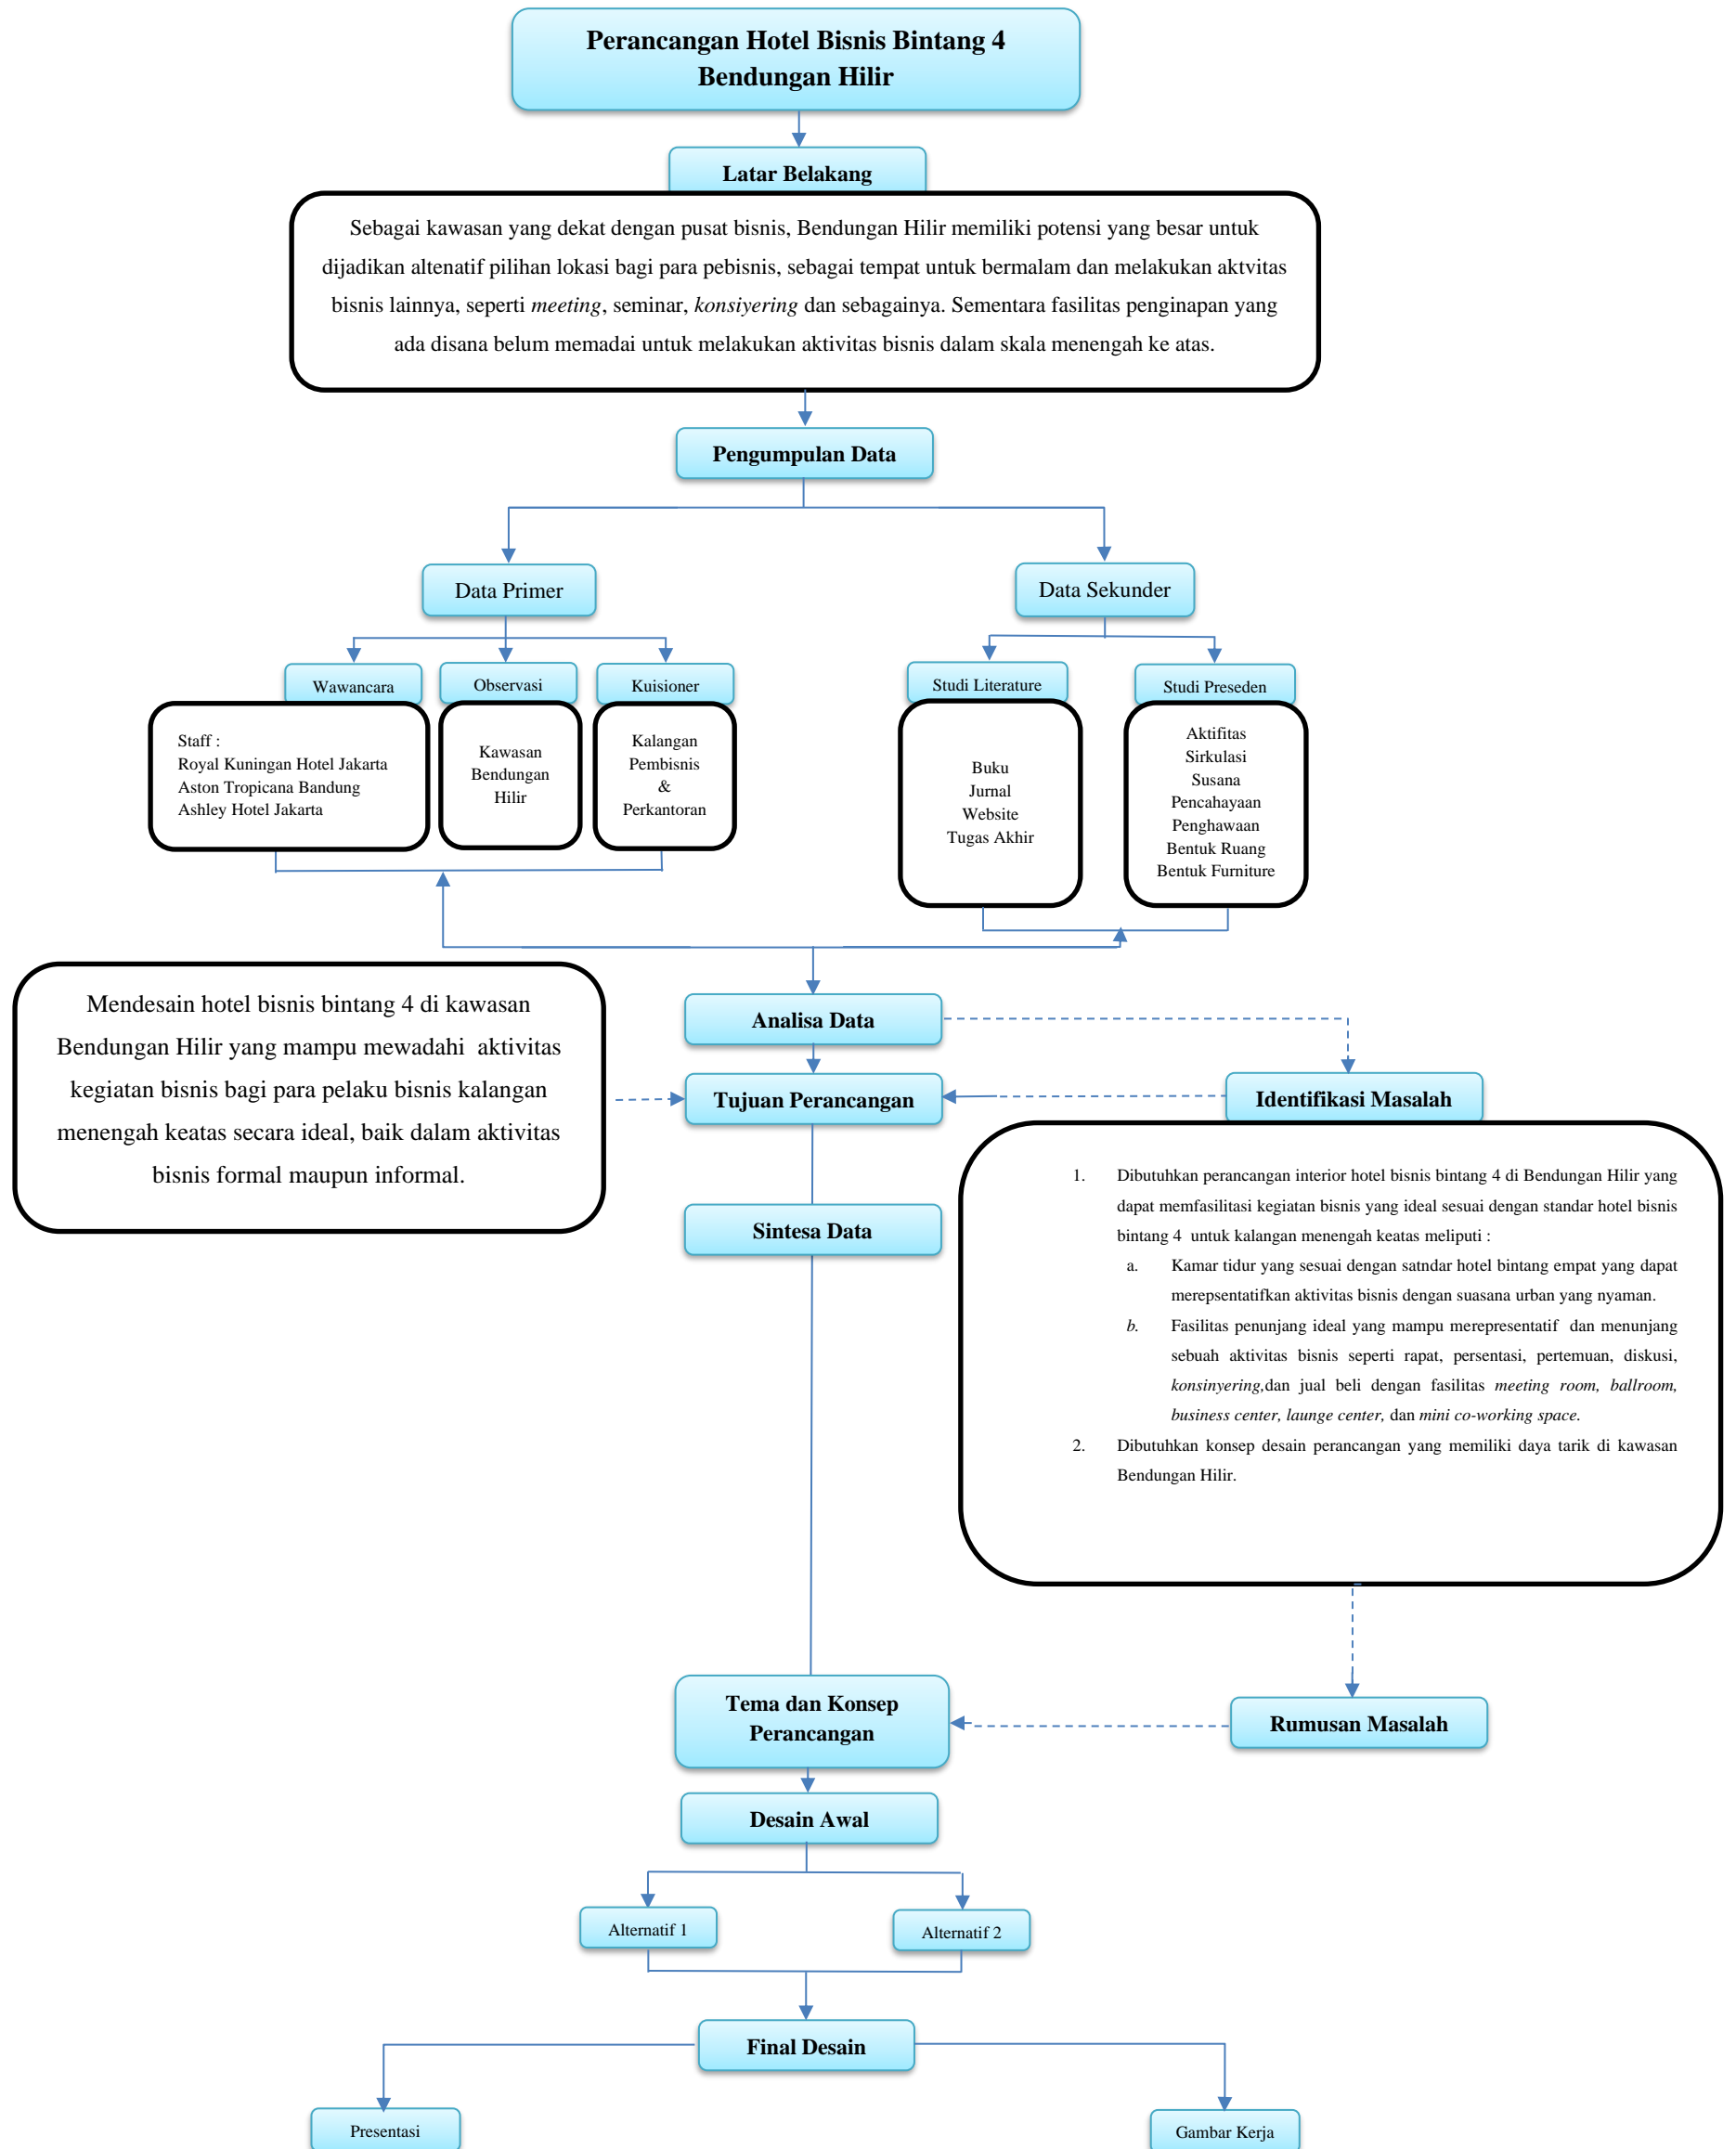 Perancangan Hotel Bisnis Bintang 4
Bendungan Hilir
Latar Belakang
Sebagai kawasan yang dekat dengan pusat bisnis, Bendungan Hilir memiliki potensi yang besar untuk
dijadikan altenatif pilihan lokasi bagi para pebisnis, sebagai tempat untuk bermalam dan melakukan aktvitas
bisnis lainnya, seperti meeting, seminar, konsiyering dan sebagainya. Sementara fasilitas penginapan yang
ada disana belum memadai untuk melakukan aktivitas bisnis dalam skala menengah ke atas.
Pengumpulan Data
Data Primer
Data Sekunder
Wawancara
Observasi
Kuisioner
Studi Literature
Studi Preseden
Staff :
Royal Kuningan Hotel Jakarta
Aston Tropicana Bandung
Ashley Hotel Jakarta
Kawasan
Bendungan
Hilir
Kalangan
Pembisnis
&
Perkantoran
Buku
Jurnal
Website
Tugas Akhir
Aktifitas
Sirkulasi
Susana
Pencahayaan
Penghawaan
Bentuk Ruang
Bentuk Furniture
Mendesain hotel bisnis bintang 4 di kawasan
Bendungan Hilir yang mampu mewadahi aktivitas
kegiatan bisnis bagi para pelaku bisnis kalangan
menengah keatas secara ideal, baik dalam aktivitas
bisnis formal maupun informal.
Analisa Data
Tujuan Perancangan
Identifikasi Masalah
Sintesa Data
1. Dibutuhkan perancangan interior hotel bisnis bintang 4 di Bendungan Hilir yang
dapat memfasilitasi kegiatan bisnis yang ideal sesuai dengan standar hotel bisnis
bintang 4 untuk kalangan menengah keatas meliputi :
a. Kamar tidur yang sesuai dengan satndar hotel bintang empat yang dapat
merepsentatifkan aktivitas bisnis dengan suasana urban yang nyaman.
b. Fasilitas penunjang ideal yang mampu merepresentatif dan menunjang
sebuah aktivitas bisnis seperti rapat, persentasi, pertemuan, diskusi,
konsinyering,dan jual beli dengan fasilitas meeting room, ballroom,
business center, launge center, dan mini co-working space.
2. Dibutuhkan konsep desain perancangan yang memiliki daya tarik di kawasan
Bendungan Hilir.
Tema dan Konsep
Perancangan
Rumusan Masalah
Desain Awal
Alternatif 1
Alternatif 2
Final Desain
Presentasi
Gambar Kerja